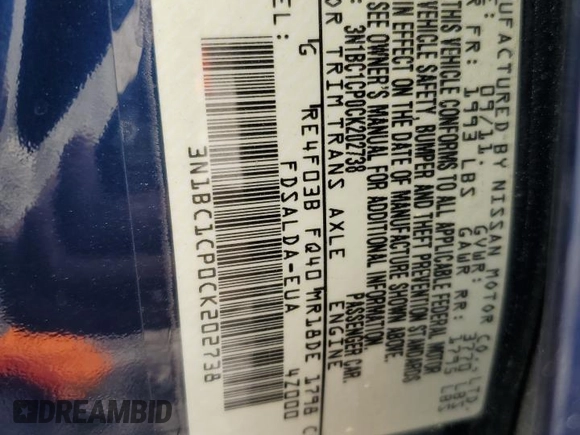 UFACTURED BY NISSAN MOTOR CO., LTD.
09/11 GVWR:
R FR: 1993 LBS GAWR RR:
THIS VEHICLE CONFORMS TO ALL APPLICABLE FEDERAL MOTOR
VEHICLE SAFETY, BUMPER AND THEFT PREVENTION STANDARDS
IN EFFECT ON THE DATE OF MANUFACTURE SHOWN ABOVE.
SEE OWNER'S MANUAL FOR ADDITIONAL INFORMATION.
3N1BC1CP0CK202738 PASSENGER CAR.
OR TRIM TRANS AXLE ENGINE
G RE4F03B FQ40 MR18DE 1798 C
EL: FDSALDA-EUA 4Z000
3N1BC1CP0CK202738
DREAMBID